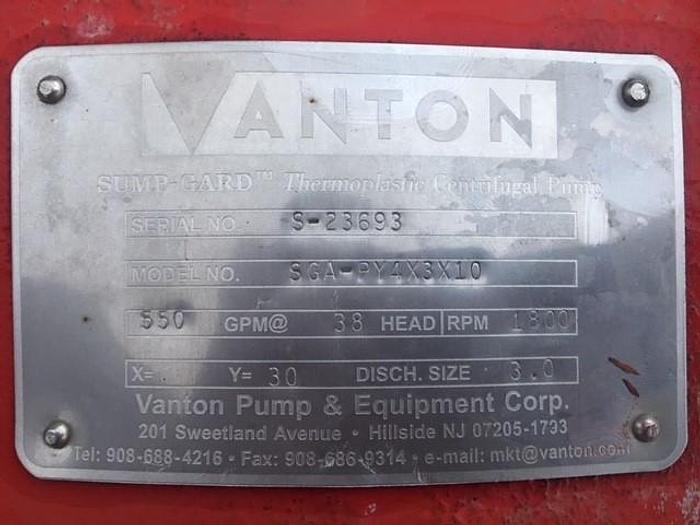 VANTON
SUMP-GARD™ Thermoplastic Centrifugal Pump
SERIAL NO. S-23693
MODEL NO. SGA-PY4X3X10
550 GPM@ 38 HEAD RPM 1800
X= Y= 30 DISCH. SIZE 3.0
Vanton Pump & Equipment Corp.
201 Sweetland Avenue • Hillside NJ 07205-1793
Tel: 908-688-4216 • Fax: 908-686-9314 • e-mail: mkt@vanton.com